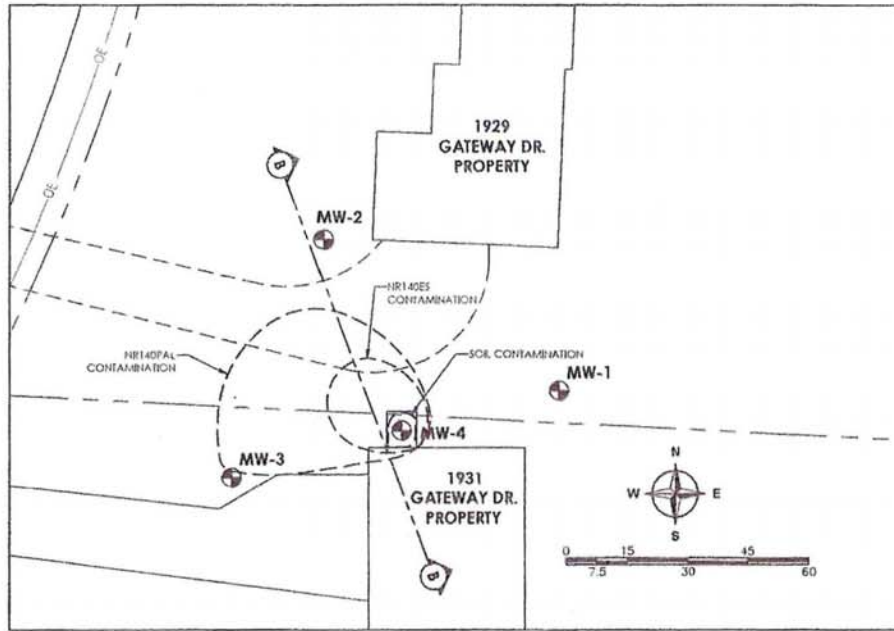 OE
OE
1929
GATEWAY DR.
PROPERTY
B
MW-2
NR140ES
CONTAMINATION
NR140PAL
CONTAMINATION
SOIL CONTAMINATION
MW-1
MW-4
MW-3
1931
GATEWAY DR.
PROPERTY
N
W E
S
B
0 15 45
7.5 30 60